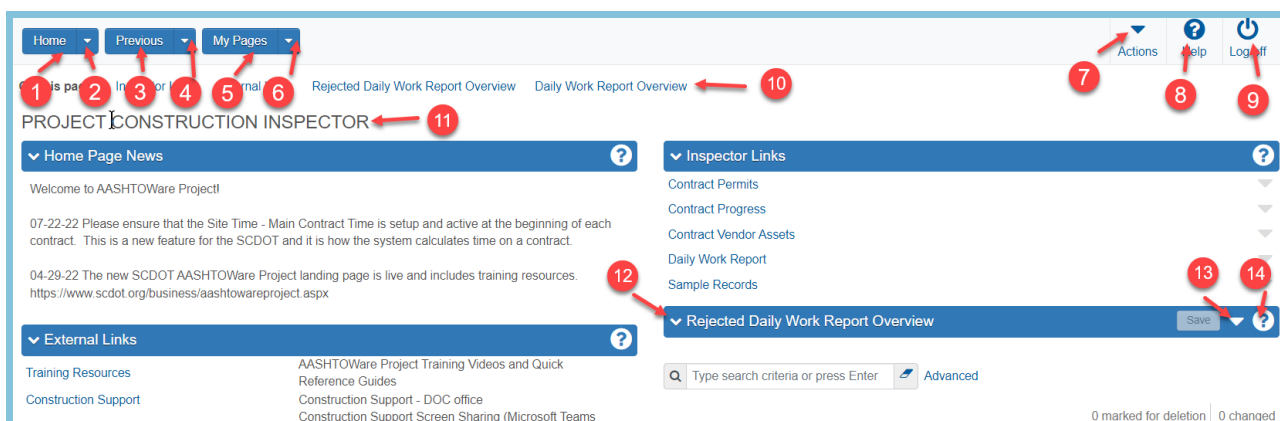 Home Previous My Pages
Actions Help Log off
1 2 3 4 5 6 7 8 9
Rejected Daily Work Report Overview Daily Work Report Overview 10
PROJECT CONSTRUCTION INSPECTOR 11
Home Page News
Welcome to AASHTOWare Project!
07-22-22 Please ensure that the Site Time - Main Contract Time is setup and active at the beginning of each
contract. This is a new feature for the SCDOT and it is how the system calculates time on a contract.
04-29-22 The new SCDOT AASHTOWare Project landing page is live and includes training resources.
https://www.scdot.org/business/aashtowareproject.aspx
External Links
Training Resources AASHTOWare Project Training Videos and Quick
Reference Guides
Construction Support Construction Support - DOC office
Construction Support Screen Sharing (Microsoft Teams
Inspector Links
Contract Permits
Contract Progress
Contract Vendor Assets
Daily Work Report
Sample Records
12 13 14
Rejected Daily Work Report Overview Save
Type search criteria or press Enter Advanced
0 marked for deletion 0 changed